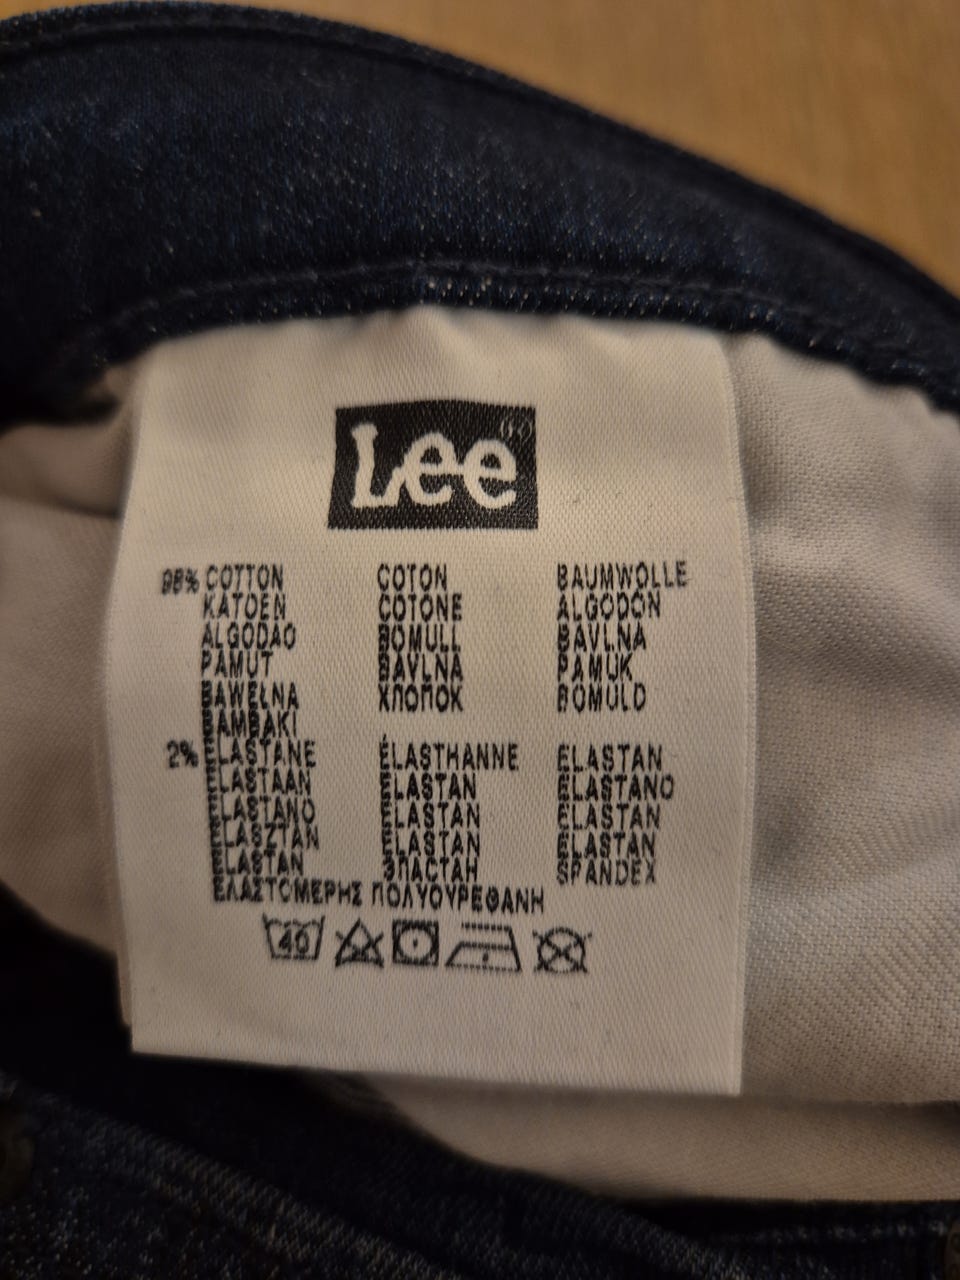 Lee
98% COTTON COTON BAUMWOLLE
KATOEN COTONE ALGODÓN
ALGODAO BOMULL BAVLNA
PAMUT BAVLNA PAMUK
BAWEŁNA ХЛОПОК BOMULD
BAMBAKI
2% ELASTANE ÉLASTHANNE ELASTAN
ELASTAAN ELASTAN ELASTANO
ELASTANO ELASTAN ELASTAN
ELASZTÁN ELASTAN ELASTAN
ELASTAN ЭЛАСТАН SPANDEX
ΕΛΑΣΤΟΜΕΡΗΣ ΠΟΛΥΟΥΡΕΘΑΝΗ
40